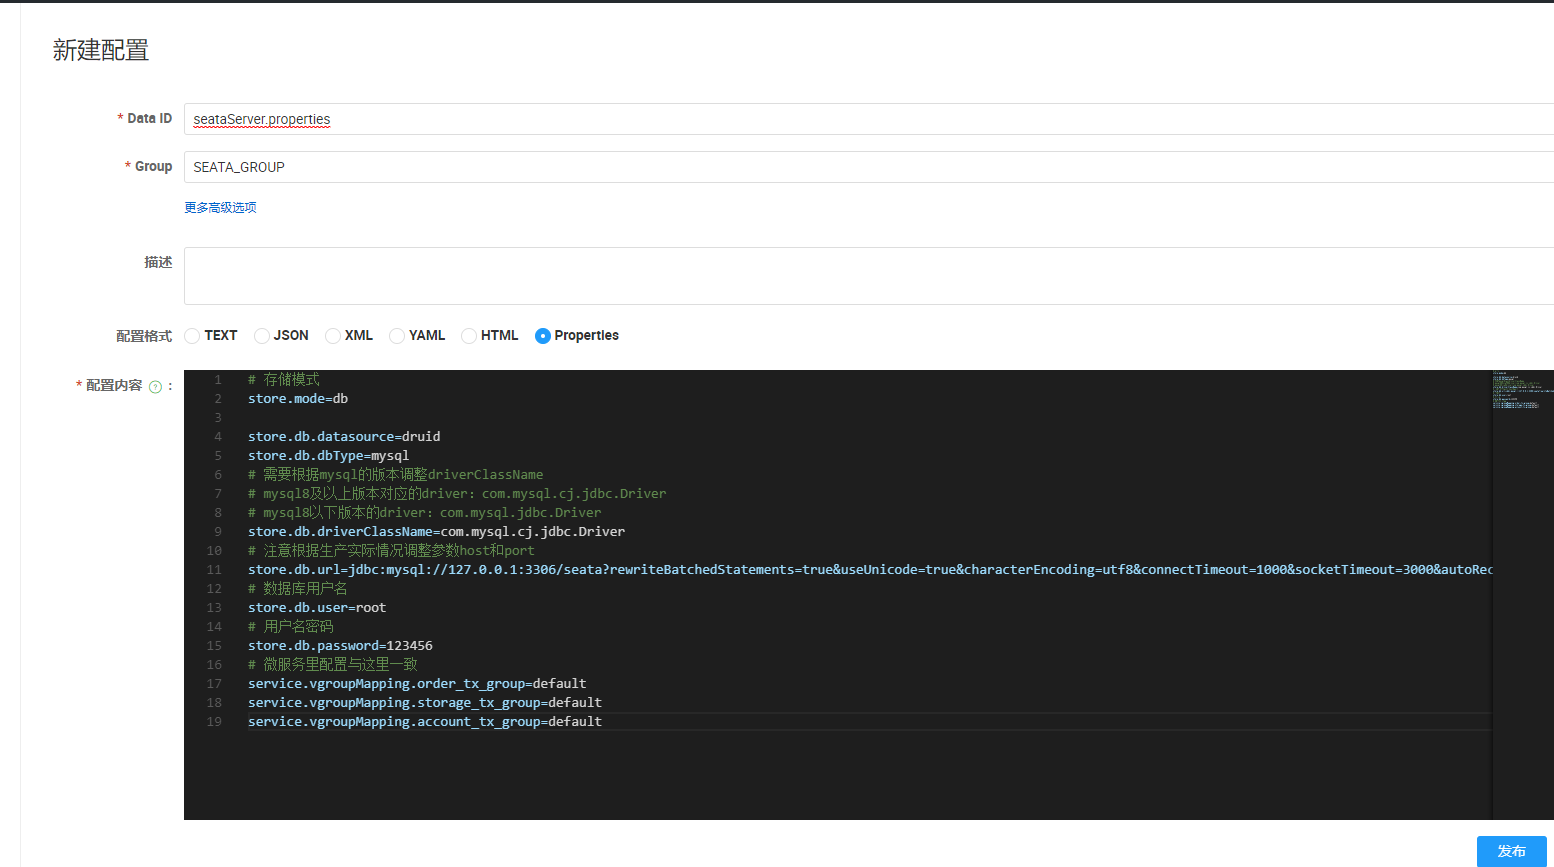 新建配置
* Data ID seataServer.properties
* Group SEATA_GROUP
更多高级选项
描述
配置格式 TEXT JSON XML YAML HTML Properties
* 配置内容 ? :
1 # 存储模式
2 store.mode=db
3
4 store.db.datasource=druid
5 store.db.dbType=mysql
6 # 需要根据mysql的版本调整driverClassName
7 # mysql8及以上版本对应的driver：com.mysql.cj.jdbc.Driver
8 # mysql8以下版本的driver：com.mysql.jdbc.Driver
9 store.db.driverClassName=com.mysql.cj.jdbc.Driver
10 # 注意根据生产实际情况调整参数host和port
11 store.db.url=jdbc:mysql://127.0.0.1:3306/seata?rewriteBatchedStatements=true&useUnicode=true&characterEncoding=utf8&connectTimeout=1000&socketTimeout=3000&autoRec
12 # 数据库用户名
13 store.db.user=root
14 # 用户名密码
15 store.db.password=123456
16 # 微服务里配置与这里一致
17 service.vgroupMapping.order_tx_group=default
18 service.vgroupMapping.storage_tx_group=default
19 service.vgroupMapping.account_tx_group=default
发布